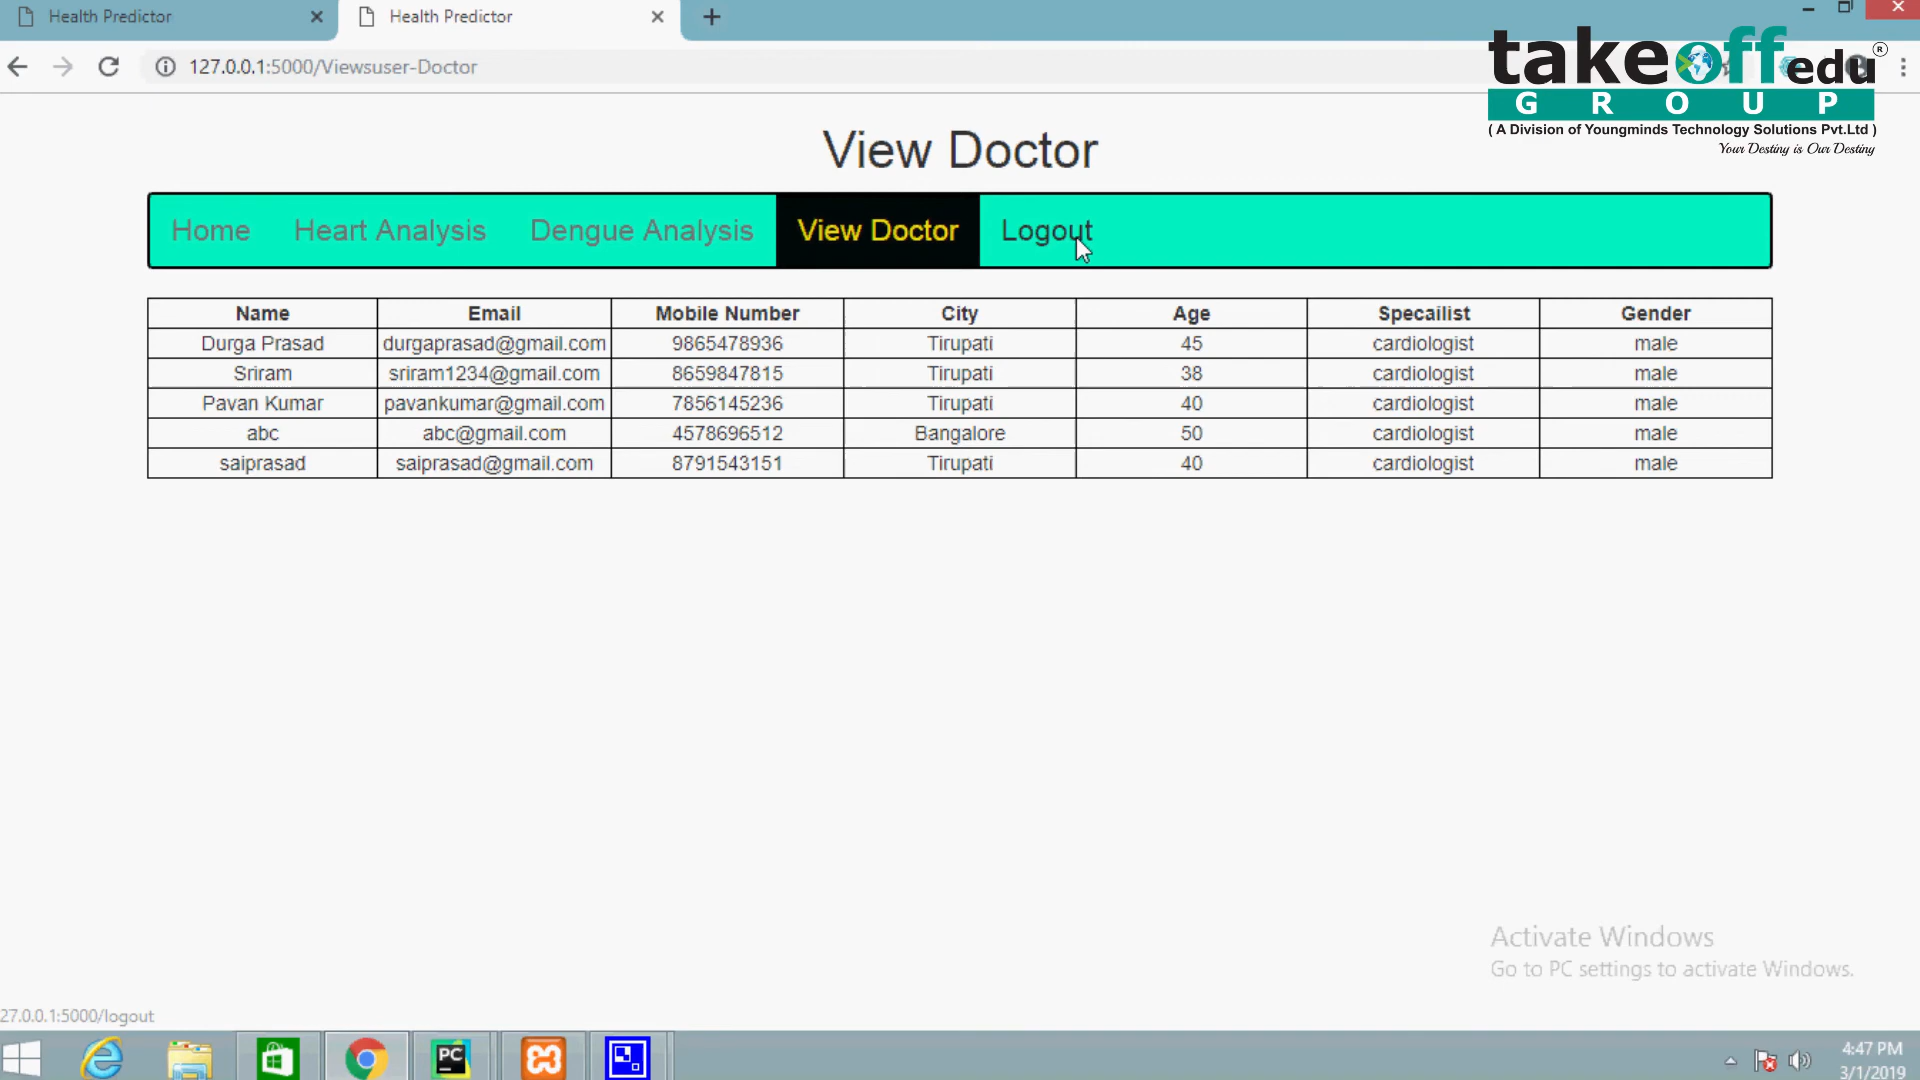 Health Predictor
Health Predictor
127.0.0.1:5000/Viewsuser-Doctor
takeoffedu ®
GROUP
( A Division of Youngminds Technology Solutions Pvt.Ltd )
Your Destiny is Our Destiny
View Doctor
Home Heart Analysis Dengue Analysis View Doctor Logout
Name Email Mobile Number City Age Specailist Gender
Durga Prasad durgaprasad@gmail.com 9865478936 Tirupati 45 cardiologist male
Sriram sriram1234@gmail.com 8659847815 Tirupati 38 cardiologist male
Pavan Kumar pavankumar@gmail.com 7856145236 Tirupati 40 cardiologist male
abc abc@gmail.com 4578696512 Bangalore 50 cardiologist male
saiprasad saiprasad@gmail.com 8791543151 Tirupati 40 cardiologist male
Activate Windows
Go to PC settings to activate Windows.
27.0.0.1:5000/logout
PC
4:47 PM
3/1/2019